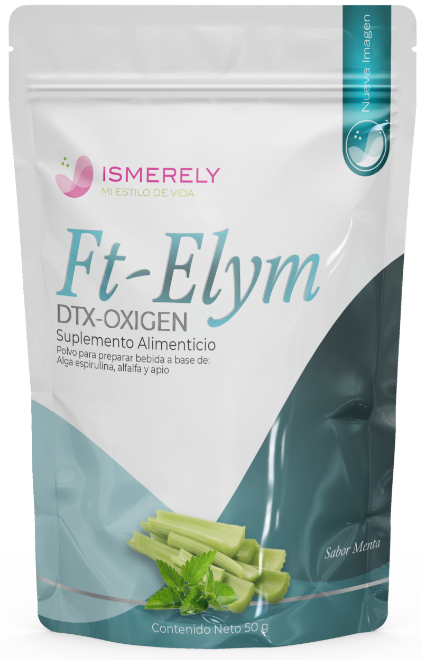 Nueva Imagen
ISMERELY
MI ESTILO DE VIDA
Ft-Elym
DTX-OXIGEN
Suplemento Alimenticio
Polvo para preparar bebida a base de:
Alga espirulina, alfalfa y apio
Sabor Menta
Contenido Neto 50 g